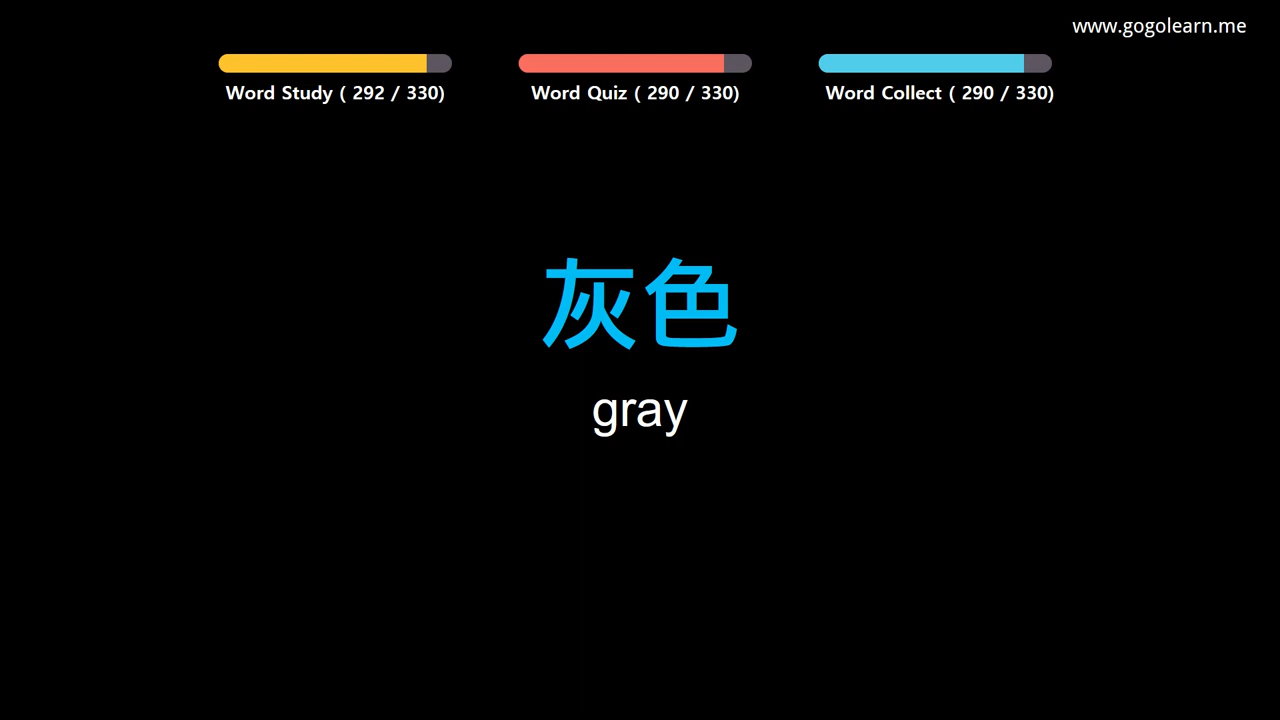 www.gogolearn.me
Word Study ( 292 / 330)
Word Quiz ( 290 / 330)
Word Collect ( 290 / 330)
灰色
gray